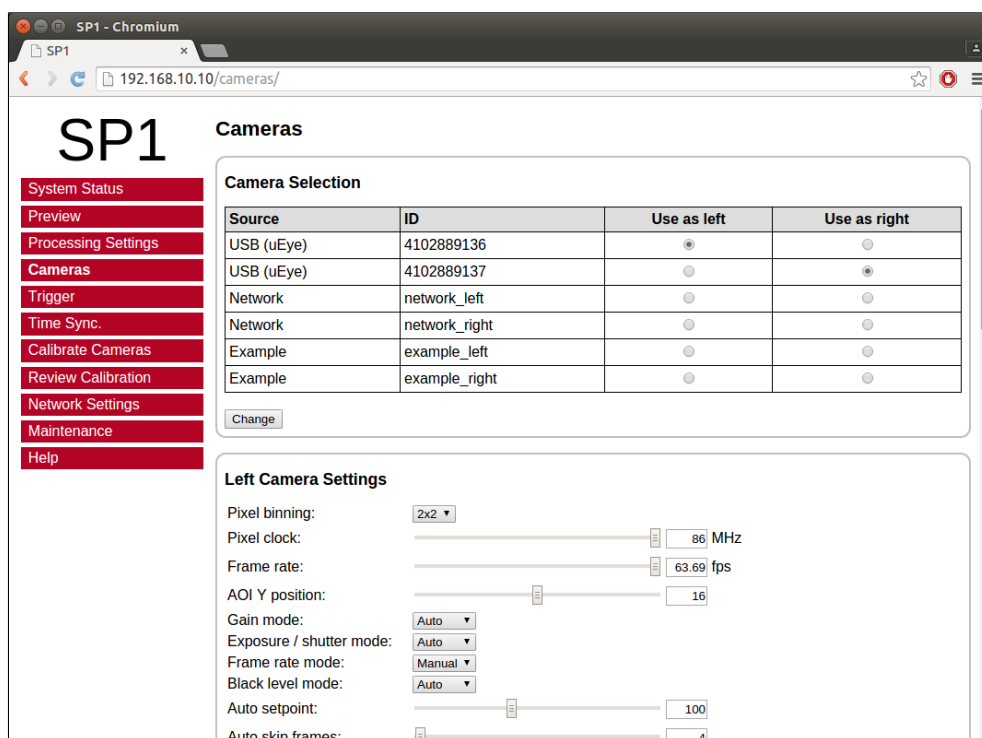 SP1 - Chromium
SP1 ×
192.168.10.10/cameras/
SP1
System Status
Preview
Processing Settings
Cameras
Trigger
Time Sync.
Calibrate Cameras
Review Calibration
Network Settings
Maintenance
Help
Cameras
Camera Selection
Source ID Use as left Use as right
USB (uEye) 4102889136
USB (uEye) 4102889137
Network network_left
Network network_right
Example example_left
Example example_right
Change
Left Camera Settings
Pixel binning: 2x2
Pixel clock: 86 MHz
Frame rate: 63.69 fps
AOI Y position: 16
Gain mode: Auto
Exposure / shutter mode: Auto
Frame rate mode: Manual
Black level mode: Auto
Auto setpoint: 100
Auto skip frames: 4